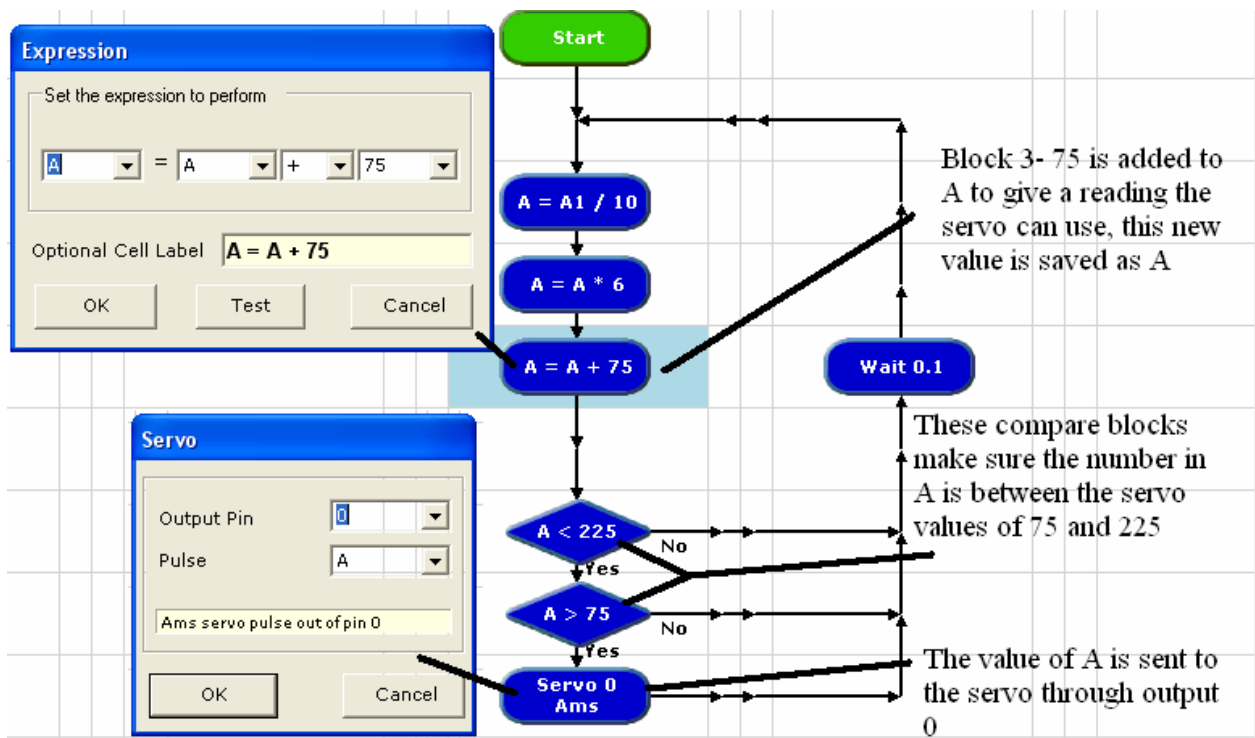 Expression
Set the expression to perform
A = A + 75
Optional Cell Label A = A + 75
OK Test Cancel
Start
A = A1 / 10
A = A * 6
A = A + 75
Wait 0.1
Block 3- 75 is added to
A to give a reading the
servo can use, this new
value is saved as A
Servo
Output Pin 0
Pulse A
Ams servo pulse out of pin 0
OK Cancel
A < 225
No
Yes
A > 75
No
Yes
Servo 0
Ams
These compare blocks
make sure the number in
A is between the servo
values of 75 and 225
The value of A is sent to
the servo through output
0